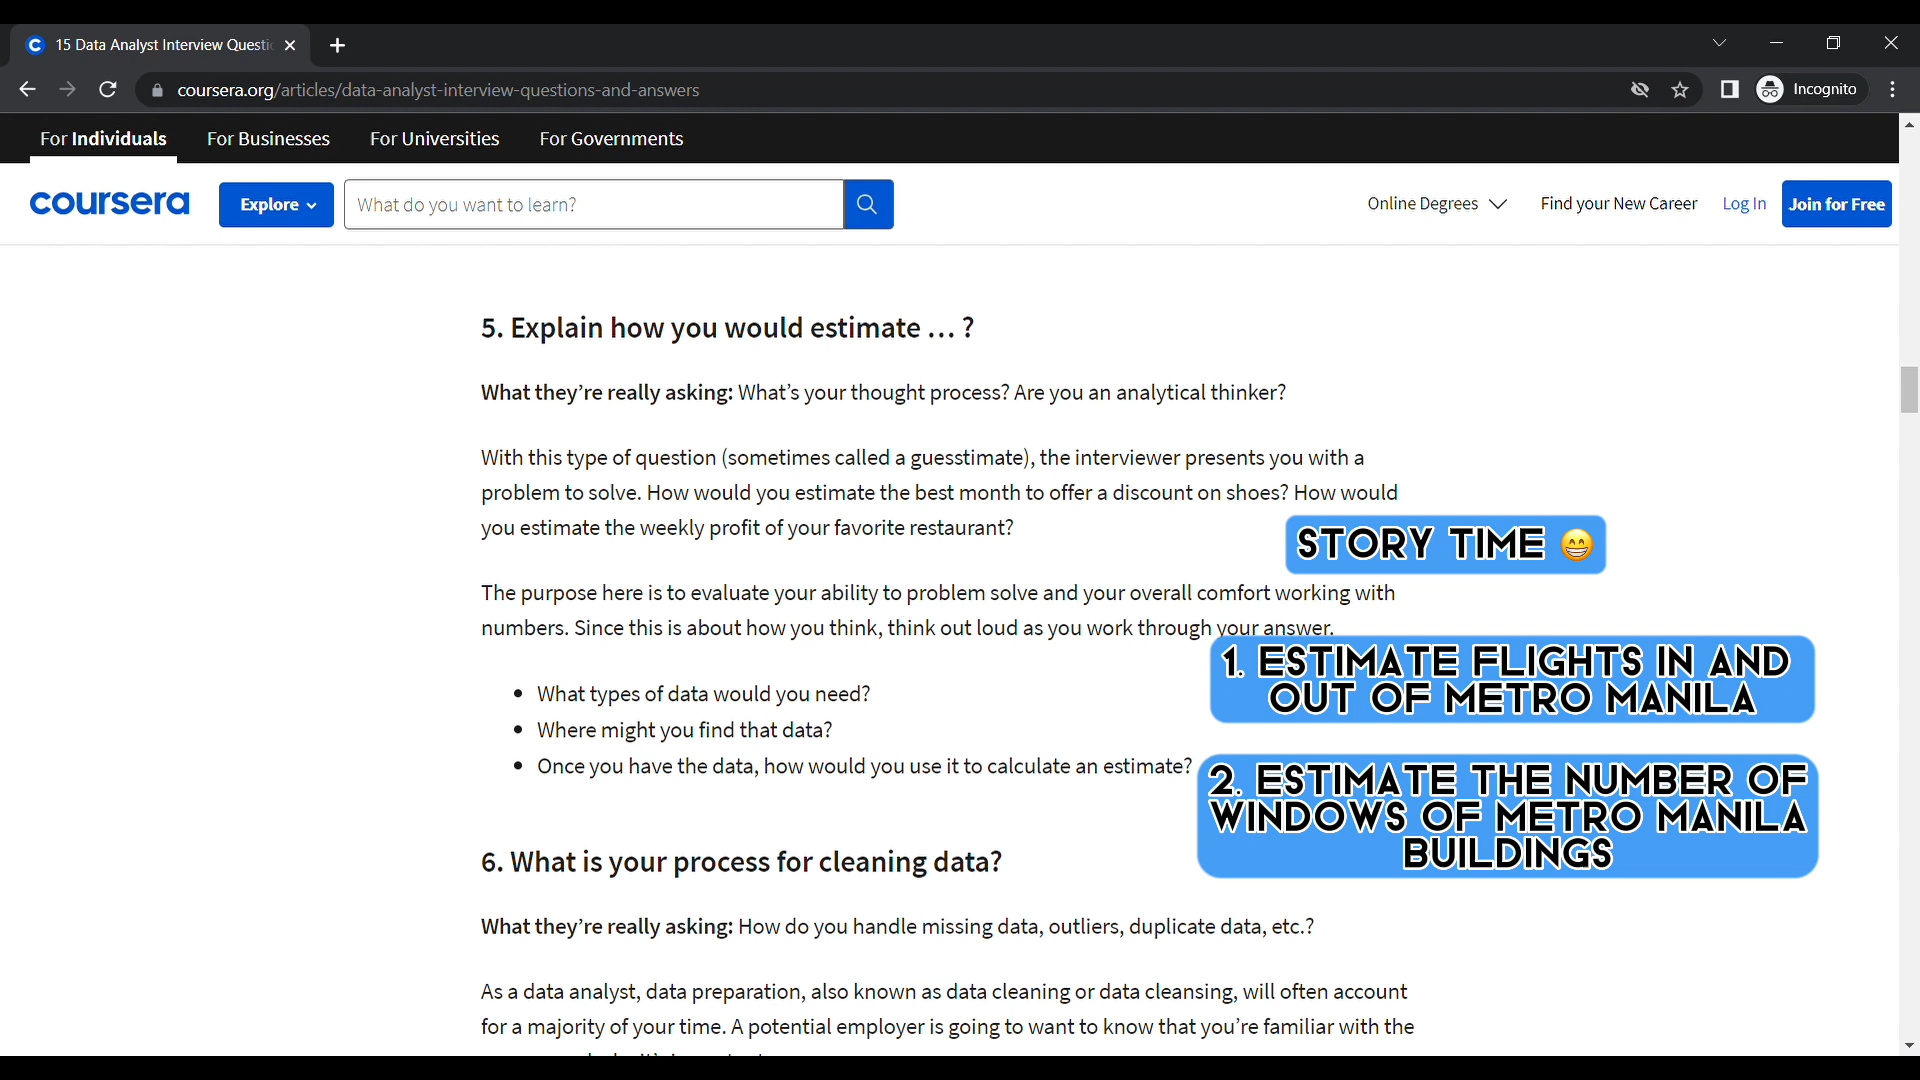 15 Data Analyst Interview Questi
coursera.org/articles/data-analyst-interview-questions-and-answers
Incognito
For Individuals
For Businesses
For Universities
For Governments
coursera
Explore
What do you want to learn?
Online Degrees
Find your New Career
Log In
Join for Free
5. Explain how you would estimate … ?
What they’re really asking: What’s your thought process? Are you an analytical thinker?
With this type of question (sometimes called a guesstimate), the interviewer presents you with a
problem to solve. How would you estimate the best month to offer a discount on shoes? How would
you estimate the weekly profit of your favorite restaurant?
STORY TIME 😁
The purpose here is to evaluate your ability to problem solve and your overall comfort working with
numbers. Since this is about how you think, think out loud as you work through your answer.
1. ESTIMATE FLIGHTS IN AND
OUT OF METRO MANILA
• What types of data would you need?
• Where might you find that data?
• Once you have the data, how would you use it to calculate an estimate?
2. ESTIMATE THE NUMBER OF
WINDOWS OF METRO MANILA
BUILDINGS
6. What is your process for cleaning data?
What they’re really asking: How do you handle missing data, outliers, duplicate data, etc.?
As a data analyst, data preparation, also known as data cleaning or data cleansing, will often account
for a majority of your time. A potential employer is going to want to know that you’re familiar with the